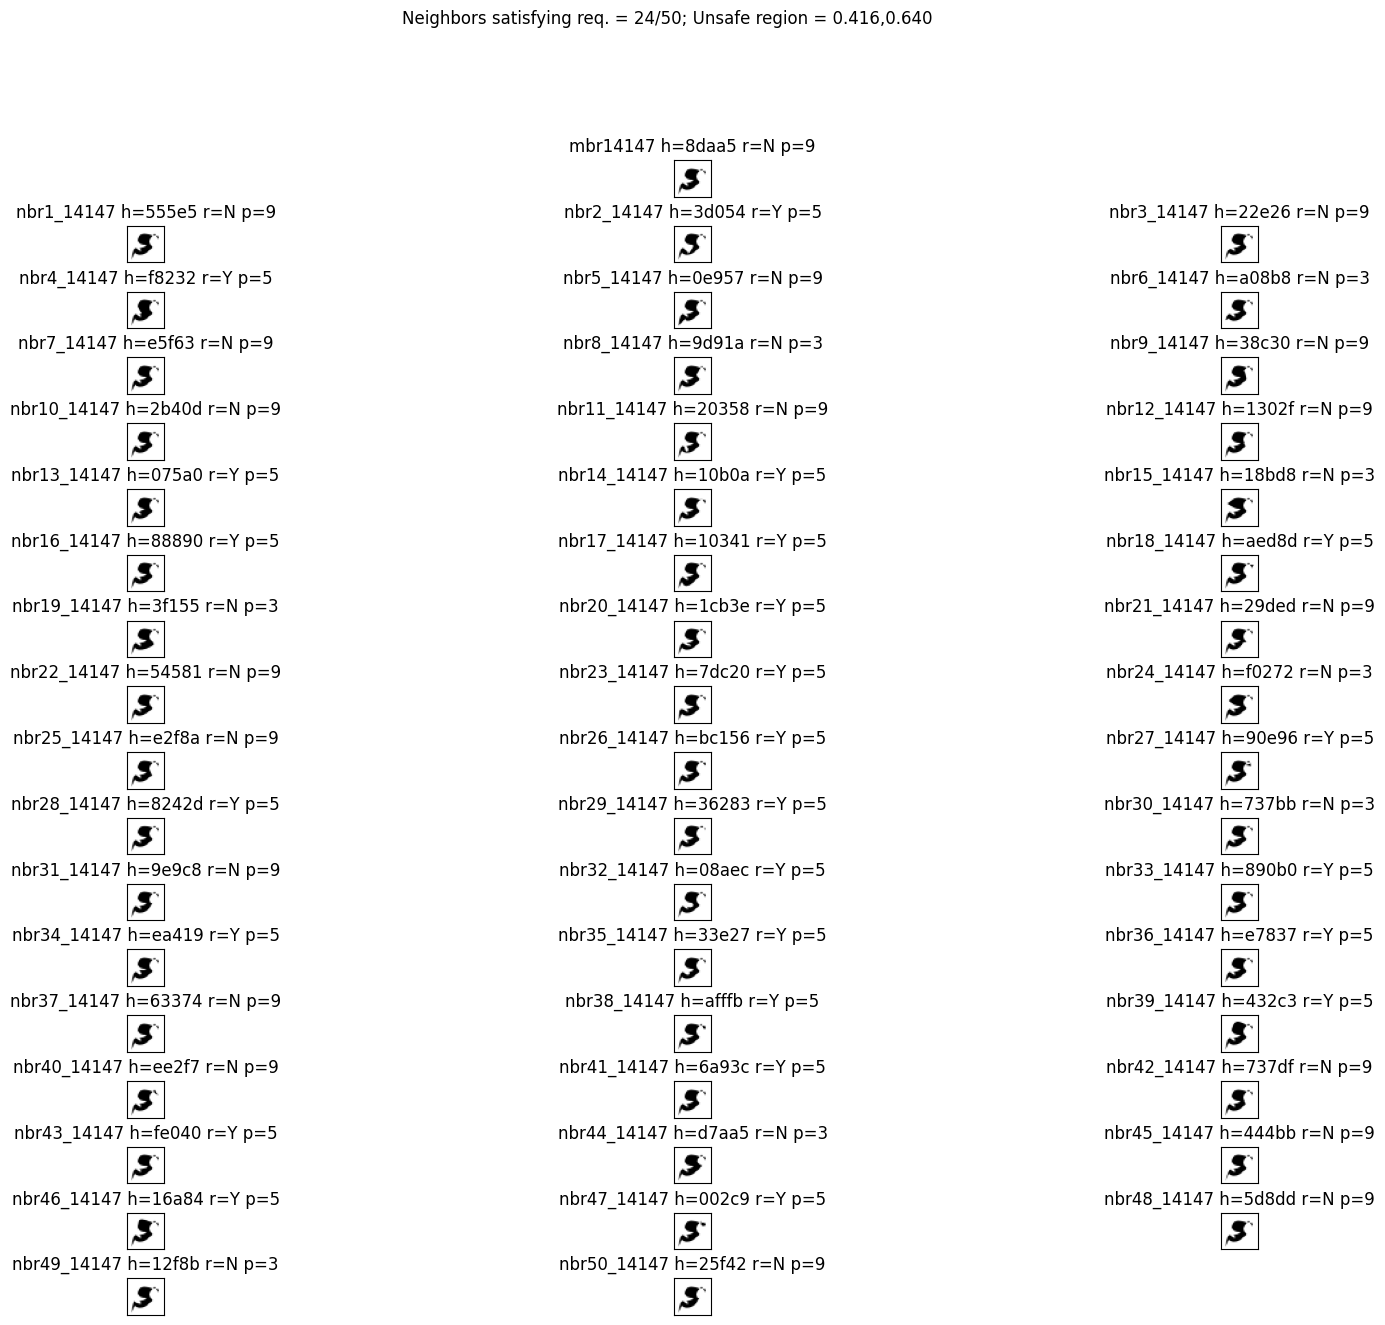 Neighbors satisfying req. = 24/50; Unsafe region = 0.416,0.640
mbr14147 h=8daa5 r=N p=9
nbr1_14147 h=555e5 r=N p=9 nbr2_14147 h=3d054 r=Y p=5 nbr3_14147 h=22e26 r=N p=9
nbr4_14147 h=f8232 r=Y p=5 nbr5_14147 h=0e957 r=N p=9 nbr6_14147 h=a08b8 r=N p=3
nbr7_14147 h=e5f63 r=N p=9 nbr8_14147 h=9d91a r=N p=3 nbr9_14147 h=38c30 r=N p=9
nbr10_14147 h=2b40d r=N p=9 nbr11_14147 h=20358 r=N p=9 nbr12_14147 h=1302f r=N p=9
nbr13_14147 h=075a0 r=Y p=5 nbr14_14147 h=10b0a r=Y p=5 nbr15_14147 h=18bd8 r=N p=3
nbr16_14147 h=88890 r=Y p=5 nbr17_14147 h=10341 r=Y p=5 nbr18_14147 h=aed8d r=Y p=5
nbr19_14147 h=3f155 r=N p=3 nbr20_14147 h=1cb3e r=Y p=5 nbr21_14147 h=29ded r=N p=9
nbr22_14147 h=54581 r=N p=9 nbr23_14147 h=7dc20 r=Y p=5 nbr24_14147 h=f0272 r=N p=3
nbr25_14147 h=e2f8a r=N p=9 nbr26_14147 h=bc156 r=Y p=5 nbr27_14147 h=90e96 r=Y p=5
nbr28_14147 h=8242d r=Y p=5 nbr29_14147 h=36283 r=Y p=5 nbr30_14147 h=737bb r=N p=3
nbr31_14147 h=9e9c8 r=N p=9 nbr32_14147 h=08aec r=Y p=5 nbr33_14147 h=890b0 r=Y p=5
nbr34_14147 h=ea419 r=Y p=5 nbr35_14147 h=33e27 r=Y p=5 nbr36_14147 h=e7837 r=Y p=5
nbr37_14147 h=63374 r=N p=9 nbr38_14147 h=afffb r=Y p=5 nbr39_14147 h=432c3 r=Y p=5
nbr40_14147 h=ee2f7 r=N p=9 nbr41_14147 h=6a93c r=Y p=5 nbr42_14147 h=737df r=N p=9
nbr43_14147 h=fe040 r=Y p=5 nbr44_14147 h=d7aa5 r=N p=3 nbr45_14147 h=444bb r=N p=9
nbr46_14147 h=16a84 r=Y p=5 nbr47_14147 h=002c9 r=Y p=5 nbr48_14147 h=5d8dd r=N p=9
nbr49_14147 h=12f8b r=N p=3 nbr50_14147 h=25f42 r=N p=9